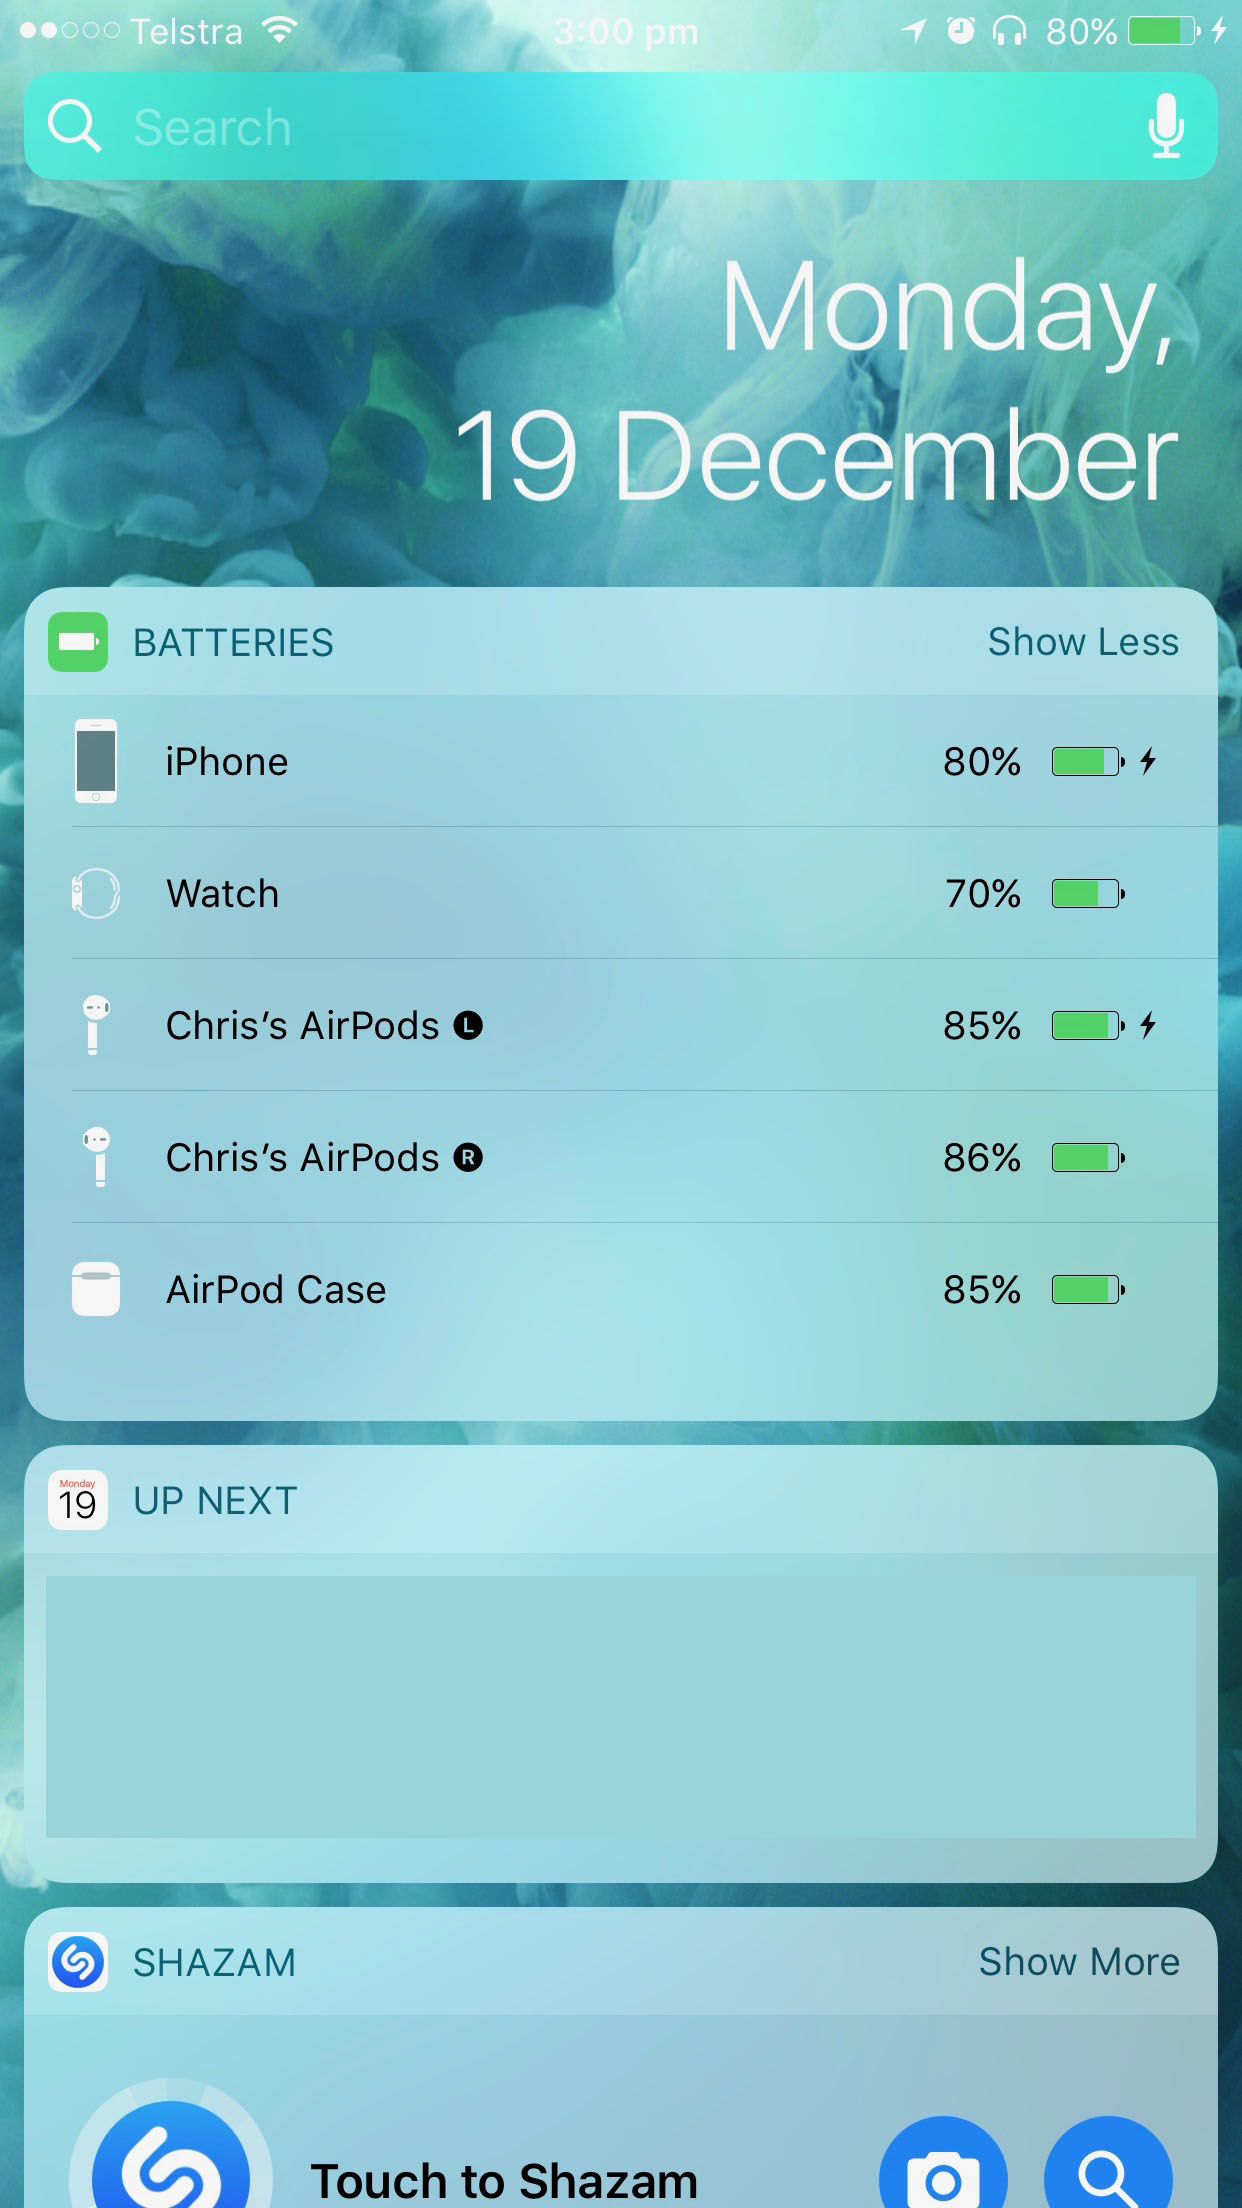 Telstra 3:00 pm 80%
Search
Monday,
19 December
BATTERIES Show Less
iPhone 80%
Watch 70%
Chris’s AirPods L 85%
Chris’s AirPods R 86%
AirPod Case 85%
Monday
19 UP NEXT
SHAZAM Show More
Touch to Shazam